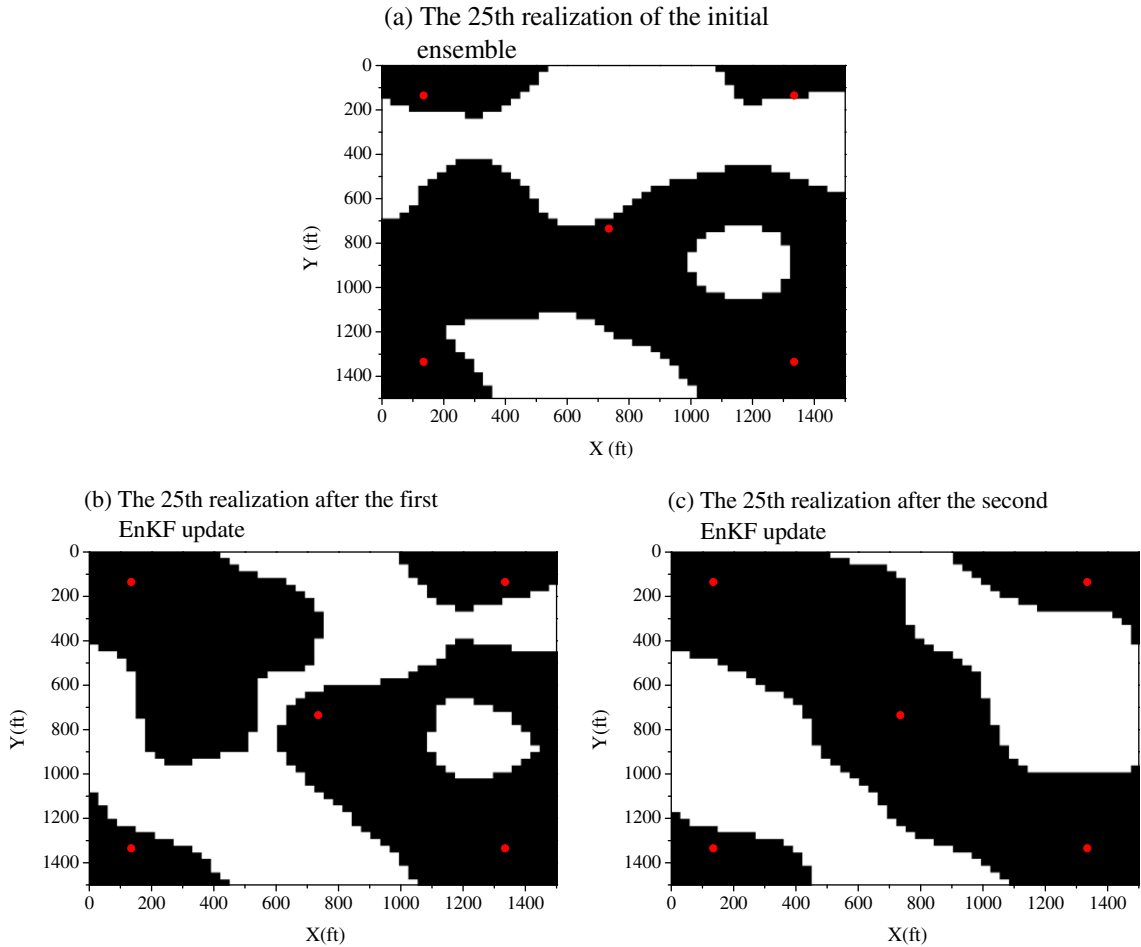 (a) The 25th realization of the initial
ensemble
0
200
400
600
800
1000
1200
1400
Y (ft)
0 200 400 600 800 1000 1200 1400
X (ft)
(b) The 25th realization after the first
EnKF update
0
200
400
600
800
1000
1200
1400
Y(ft)
0 200 400 600 800 1000 1200 1400
X(ft)
(c) The 25th realization after the second
EnKF update
0
200
400
600
800
1000
1200
1400
Y(ft)
0 200 400 600 800 1000 1200 1400
X(ft)